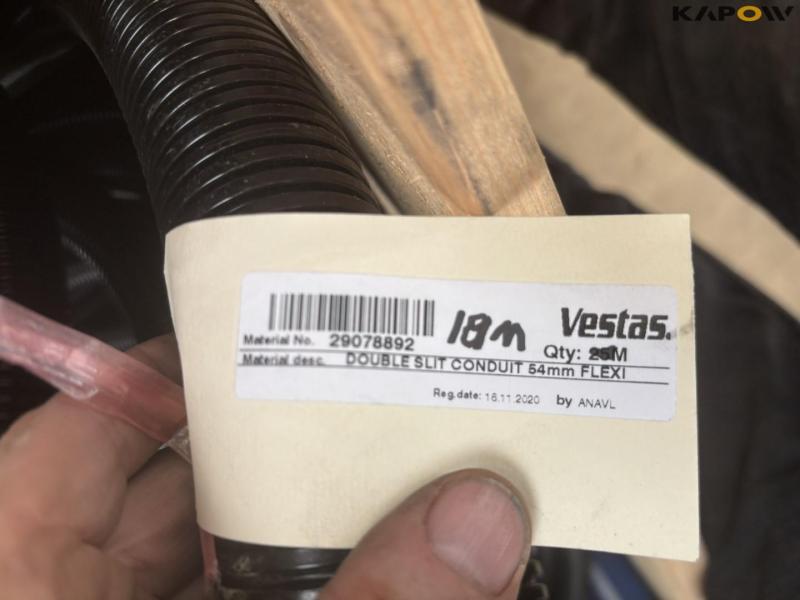 KAPOW
18m
Vestas.
Material No. 29078892
Qty: 25M
Material desc. DOUBLE SLIT CONDUIT 54mm FLEXI
Reg.date: 16.11.2020 by ANAVL